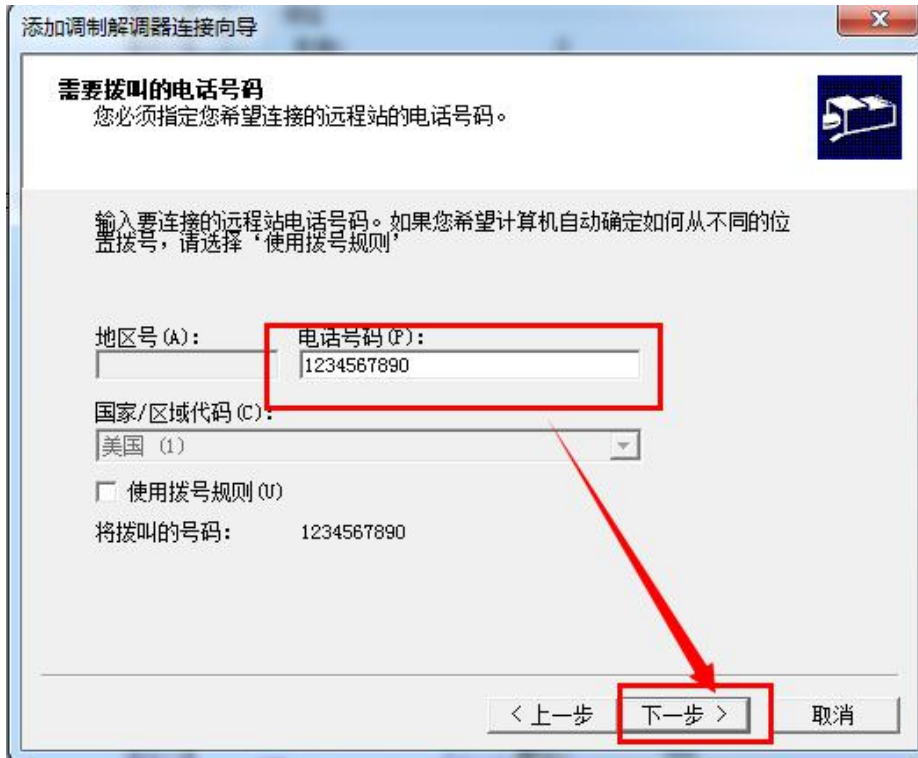 添加调制解调器连接向导
需要拨叫的电话号码
您必须指定您希望连接的远程站的电话号码。
输入要连接的远程站电话号码。如果您希望计算机自动确定如何从不同的位
置拨号，请选择‘使用拨号规则’
地区号(A)： 电话号码(P)：
1234567890
国家/区域代码(C)：
美国 (1)
使用拨号规则(U)
将拨叫的号码： 1234567890
< 上一步 下一步 > 取消